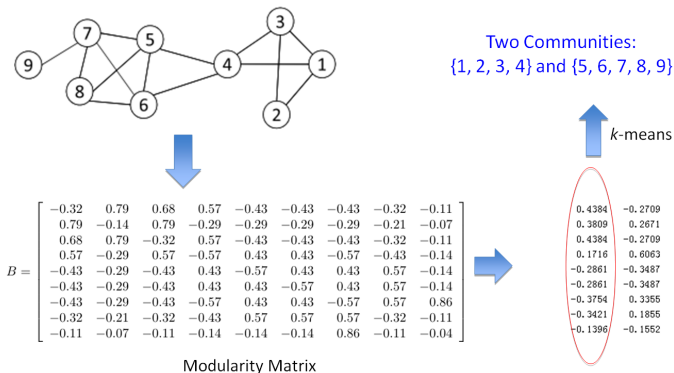 3
7
5
9
4
1
8
6
2
Two Communities:
{1, 2, 3, 4} and {5, 6, 7, 8, 9}
k-means
B =
−0.32 0.79 0.68 0.57 −0.43 −0.43 −0.43 −0.32 −0.11
0.79 −0.14 0.79 −0.29 −0.29 −0.29 −0.29 −0.21 −0.07
0.68 0.79 −0.32 0.57 −0.43 −0.43 −0.43 −0.32 −0.11
0.57 −0.29 0.57 −0.57 0.43 0.43 −0.57 −0.43 −0.14
−0.43 −0.29 −0.43 0.43 −0.57 0.43 0.43 0.57 −0.14
−0.43 −0.29 −0.43 0.43 0.43 −0.57 0.43 0.57 −0.14
−0.43 −0.29 −0.43 −0.57 0.43 0.43 −0.57 0.57 0.86
−0.32 −0.21 −0.32 −0.43 0.57 0.57 0.57 −0.32 −0.11
−0.11 −0.07 −0.11 −0.14 −0.14 −0.14 0.86 −0.11 −0.04
Modularity Matrix
0.4384 −0.2709
0.3809 0.2671
0.4384 −0.2709
0.1716 0.6063
−0.2861 −0.3487
−0.2861 −0.3487
−0.3754 0.3355
−0.3421 0.1855
−0.1396 −0.1552